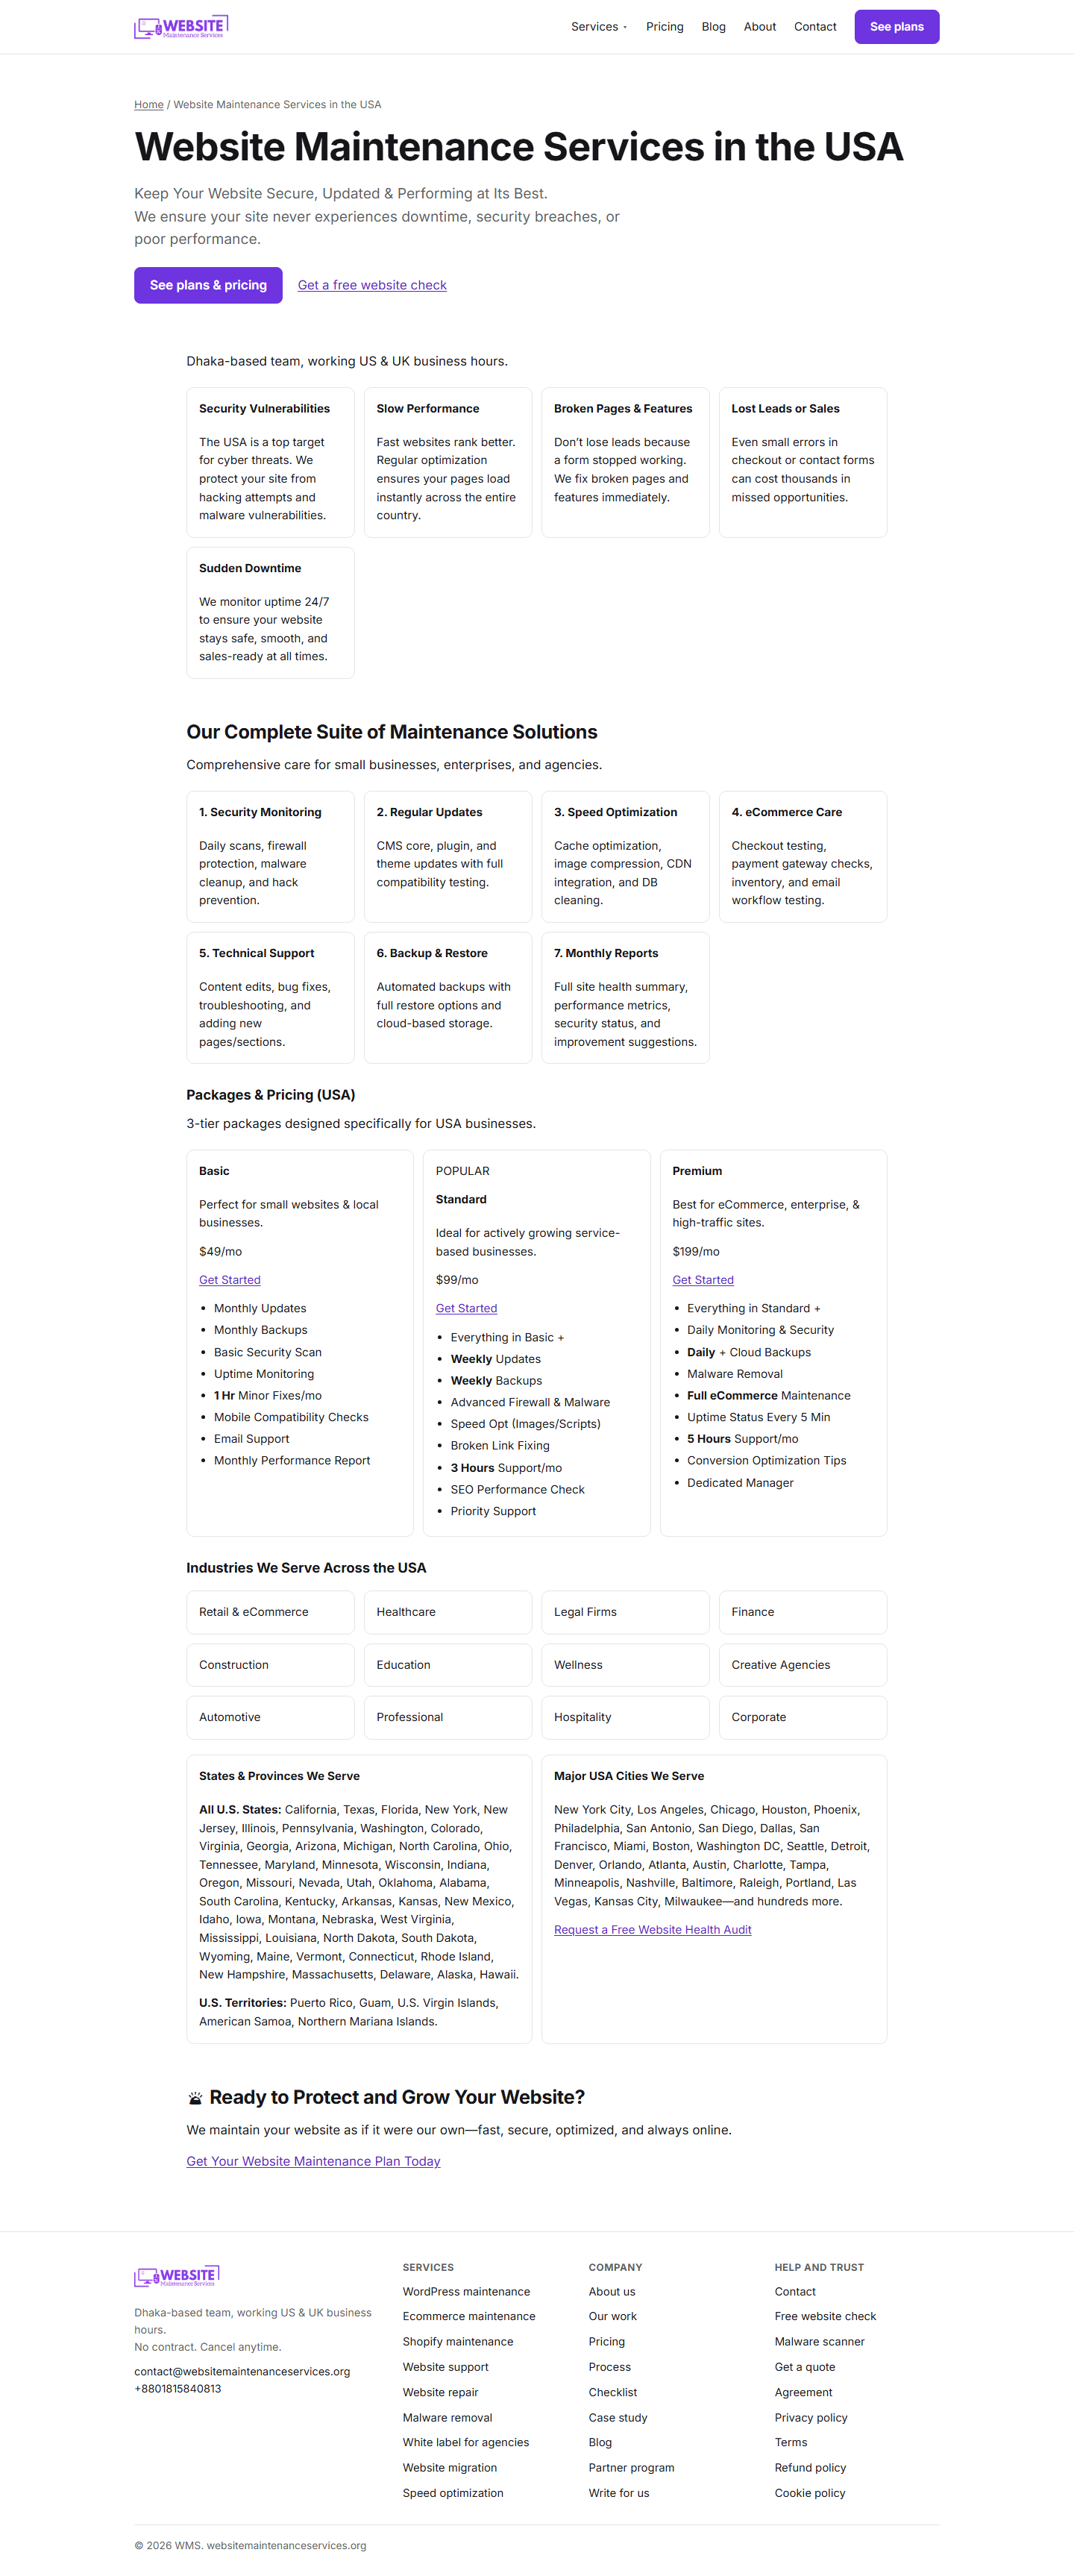 WEBSITE
Maintenance Services
Services
Pricing
Blog
About
Contact
See plans
Home / Website Maintenance Services in the USA
Website Maintenance Services in the USA
Keep Your Website Secure, Updated & Performing at Its Best.
We ensure your site never experiences downtime, security breaches, or
poor performance.
See plans & pricing
Get a free website check
Dhaka-based team, working US & UK business hours.
Security Vulnerabilities
The USA is a top target
for cyber threats. We
protect your site from
hacking attempts and
malware vulnerabilities.
Slow Performance
Fast websites rank better.
Regular optimization
ensures your pages load
instantly across the entire
country.
Broken Pages & Features
Don’t lose leads because
a form stopped working.
We fix broken pages and
features immediately.
Lost Leads or Sales
Even small errors in
checkout or contact forms
can cost thousands in
missed opportunities.
Sudden Downtime
We monitor uptime 24/7
to ensure your website
stays safe, smooth, and
sales-ready at all times.
Our Complete Suite of Maintenance Solutions
Comprehensive care for small businesses, enterprises, and agencies.
1. Security Monitoring
Daily scans, firewall
protection, malware
cleanup, and hack
prevention.
2. Regular Updates
CMS core, plugin, and
theme updates with full
compatibility testing.
3. Speed Optimization
Cache optimization,
image compression, CDN
integration, and DB
cleaning.
4. eCommerce Care
Checkout testing,
payment gateway checks,
inventory, and email
workflow testing.
5. Technical Support
Content edits, bug fixes,
troubleshooting, and
adding new
pages/sections.
6. Backup & Restore
Automated backups with
full restore options and
cloud-based storage.
7. Monthly Reports
Full site health summary,
performance metrics,
security status, and
improvement suggestions.
Packages & Pricing (USA)
3-tier packages designed specifically for USA businesses.
Basic
Perfect for small websites & local
businesses.
$49/mo
Get Started
• Monthly Updates
• Monthly Backups
• Basic Security Scan
• Uptime Monitoring
• 1 Hr Minor Fixes/mo
• Mobile Compatibility Checks
• Email Support
• Monthly Performance Report
POPULAR
Standard
Ideal for actively growing service-
based businesses.
$99/mo
Get Started
• Everything in Basic +
• Weekly Updates
• Weekly Backups
• Advanced Firewall & Malware
• Speed Opt (Images/Scripts)
• Broken Link Fixing
• 3 Hours Support/mo
• SEO Performance Check
• Priority Support
Premium
Best for eCommerce, enterprise, &
high-traffic sites.
$199/mo
Get Started
• Everything in Standard +
• Daily Monitoring & Security
• Daily + Cloud Backups
• Malware Removal
• Full eCommerce Maintenance
• Uptime Status Every 5 Min
• 5 Hours Support/mo
• Conversion Optimization Tips
• Dedicated Manager
Industries We Serve Across the USA
Retail & eCommerce
Healthcare
Legal Firms
Finance
Construction
Education
Wellness
Creative Agencies
Automotive
Professional
Hospitality
Corporate
States & Provinces We Serve
All U.S. States: California, Texas, Florida, New York, New
Jersey, Illinois, Pennsylvania, Washington, Colorado,
Virginia, Georgia, Arizona, Michigan, North Carolina, Ohio,
Tennessee, Maryland, Minnesota, Wisconsin, Indiana,
Oregon, Missouri, Nevada, Utah, Oklahoma, Alabama,
South Carolina, Kentucky, Arkansas, Kansas, New Mexico,
Idaho, Iowa, Montana, Nebraska, West Virginia,
Mississippi, Louisiana, North Dakota, South Dakota,
Wyoming, Maine, Vermont, Connecticut, Rhode Island,
New Hampshire, Massachusetts, Delaware, Alaska, Hawaii.
U.S. Territories: Puerto Rico, Guam, U.S. Virgin Islands,
American Samoa, Northern Mariana Islands.
Major USA Cities We Serve
New York City, Los Angeles, Chicago, Houston, Phoenix,
Philadelphia, San Antonio, San Diego, Dallas, San
Francisco, Miami, Boston, Washington DC, Seattle, Detroit,
Denver, Orlando, Atlanta, Austin, Charlotte, Tampa,
Minneapolis, Nashville, Baltimore, Raleigh, Portland, Las
Vegas, Kansas City, Milwaukee—and hundreds more.
Request a Free Website Health Audit
Ready to Protect and Grow Your Website?
We maintain your website as if it were our own—fast, secure, optimized, and always online.
Get Your Website Maintenance Plan Today
WEBSITE
Maintenance Services
Dhaka-based team, working US & UK business
hours.
No contract. Cancel anytime.
contact@websitemaintenanceservices.org
+8801815840813
SERVICES
WordPress maintenance
Ecommerce maintenance
Shopify maintenance
Website support
Website repair
Malware removal
White label for agencies
Website migration
Speed optimization
COMPANY
About us
Our work
Pricing
Process
Checklist
Case study
Blog
Partner program
Write for us
HELP AND TRUST
Contact
Free website check
Malware scanner
Get a quote
Agreement
Privacy policy
Terms
Refund policy
Cookie policy
© 2026 WMS. websitemaintenanceservices.org